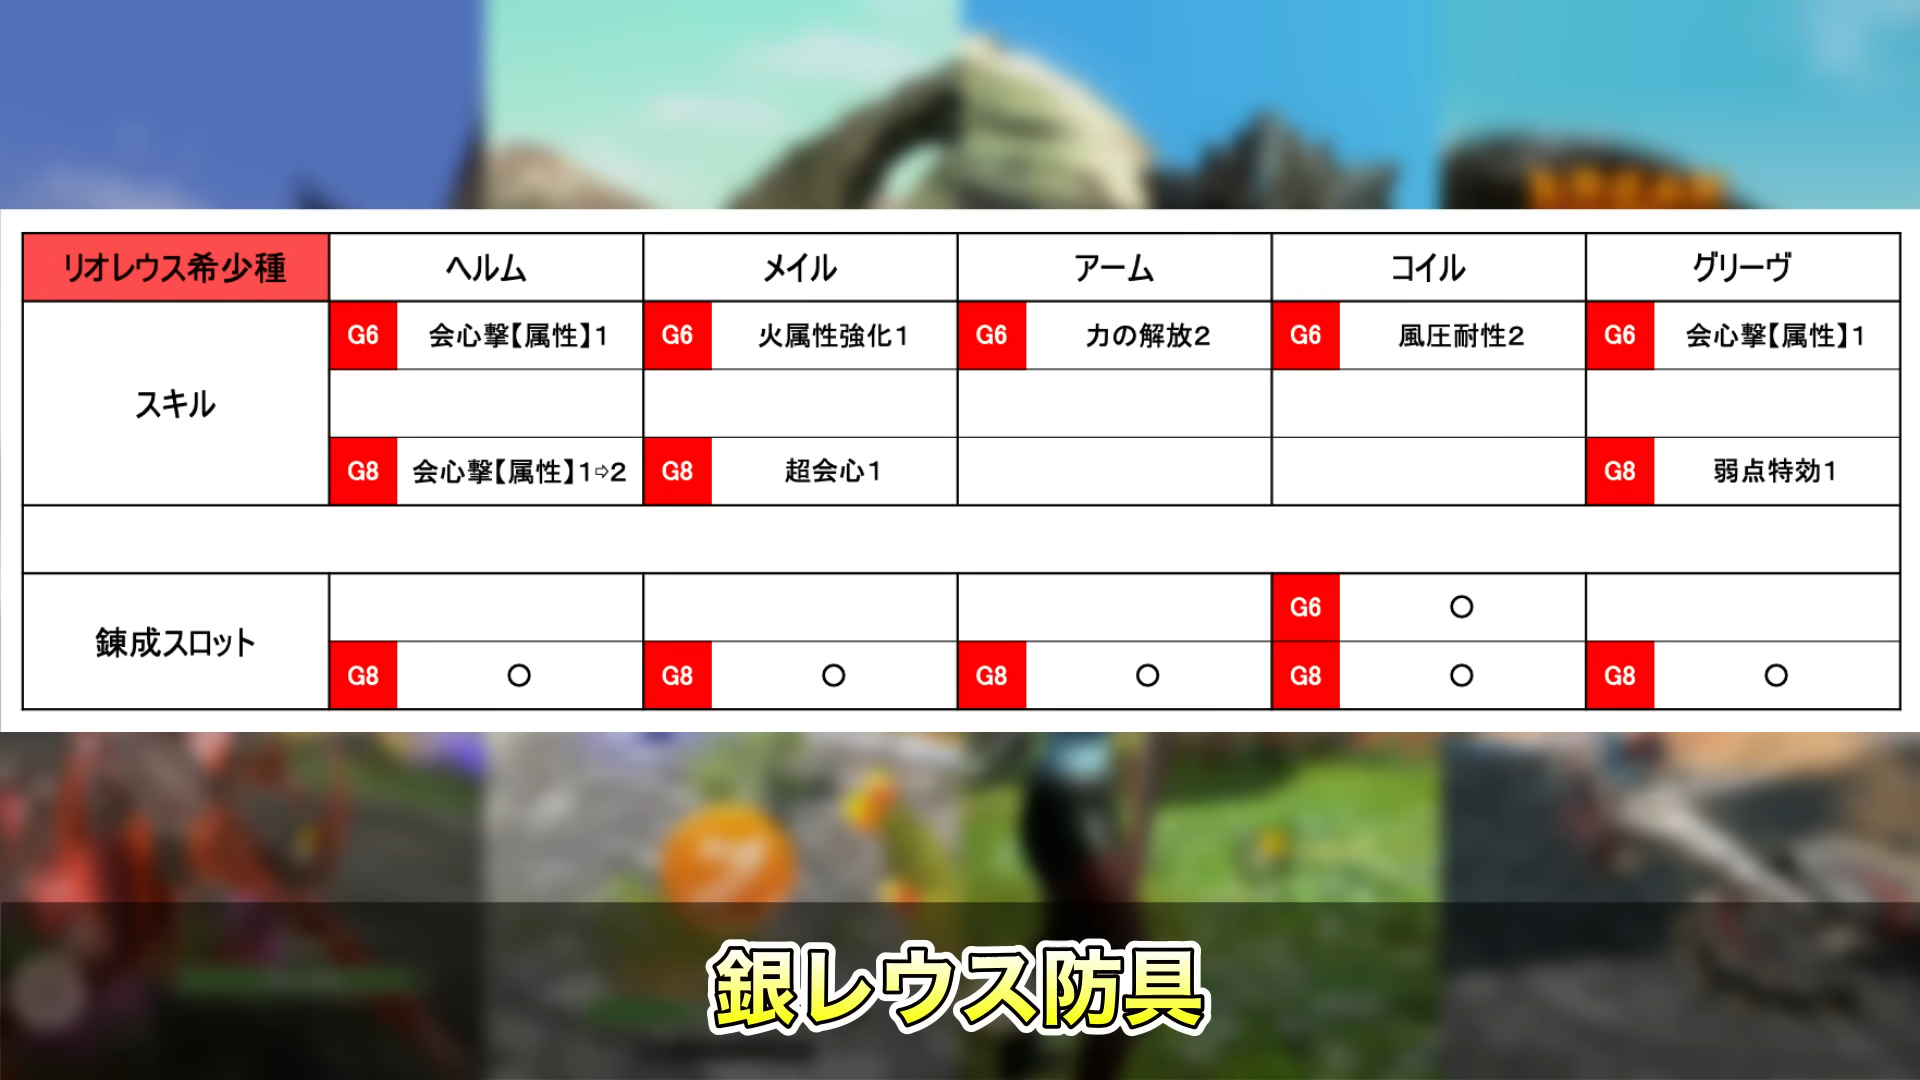 リオレウス希少種 ヘルム メイル アーム コイル グリーヴ
スキル
G6 会心撃【属性】1 G6 火属性強化1 G6 力の解放2 G6 風圧耐性2 G6 会心撃【属性】1
G8 会心撃【属性】1⇨2 G8 超会心1 G8 弱点特効1
錬成スロット
G6 ○
G8 ○ G8 ○ G8 ○ G8 ○ G8 ○
銀レウス防具